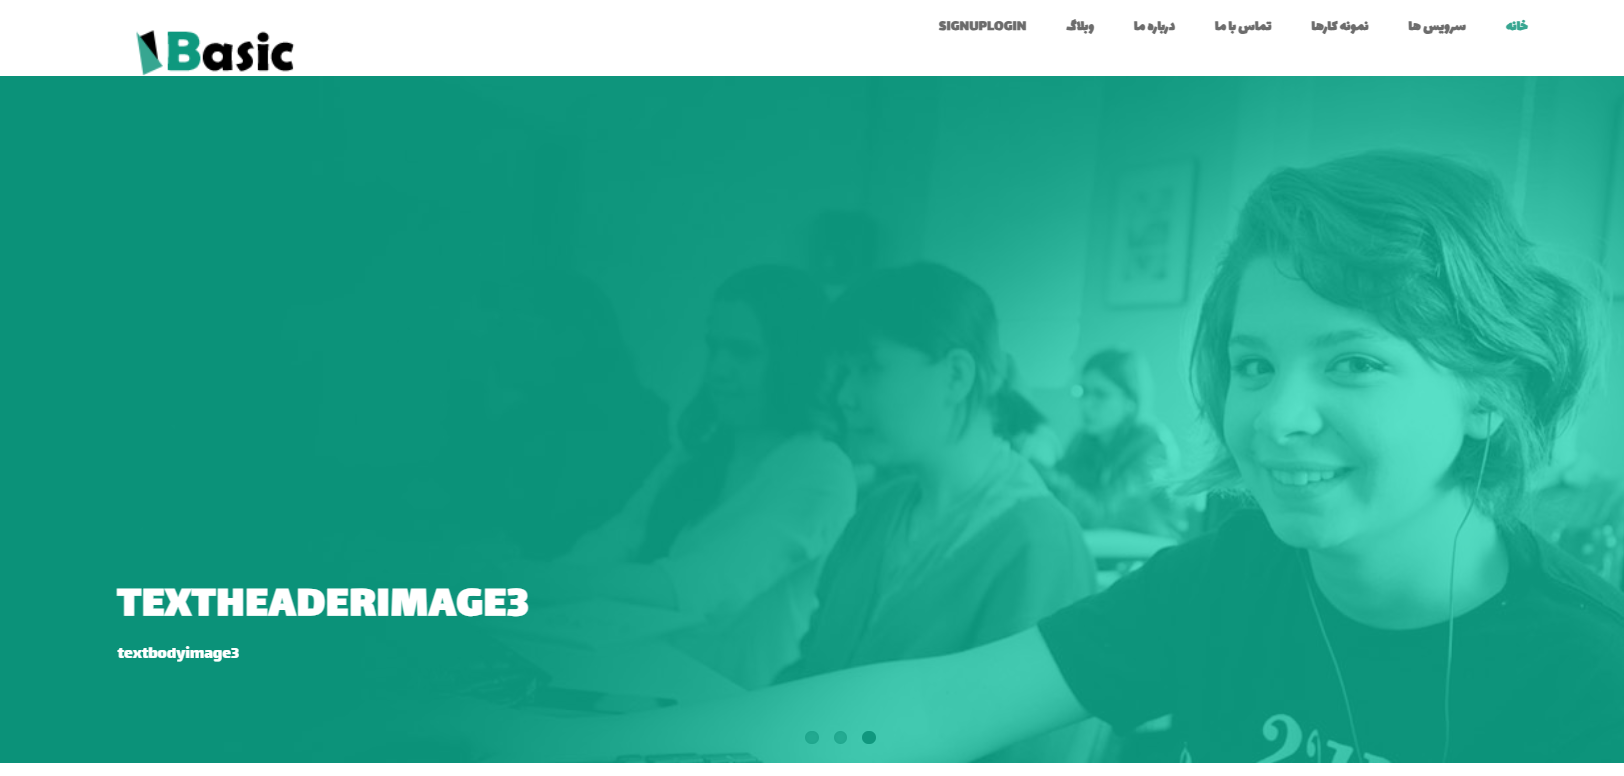 Basic
خانه سرویس ها نمونه کارها تماس با ما درباره ما وبلاگ SIGNUPLOGIN
TEXTHEADERIMAGE3
textbodyimage3